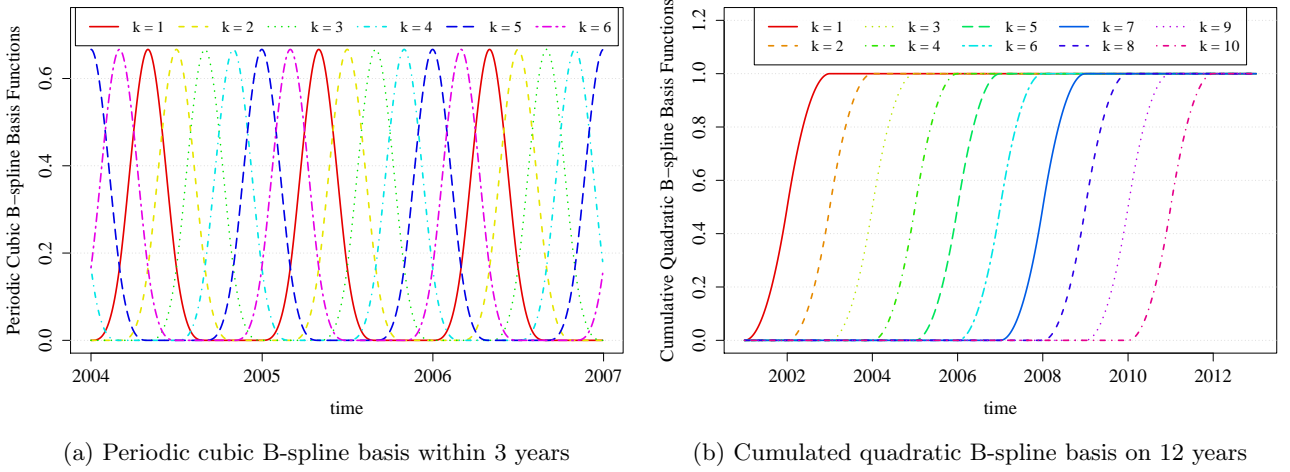 Periodic Cubic B−spline Basis Functions
0.0 0.2 0.4 0.6
k = 1 k = 2 k = 3 k = 4 k = 5 k = 6
2004 2005 2006 2007
time
(a) Periodic cubic B-spline basis within 3 years
Cumulative Quadratic B−spline Basis Functions
0.0 0.2 0.4 0.6 0.8 1.0 1.2
k = 1 k = 3 k = 5 k = 7 k = 9
k = 2 k = 4 k = 6 k = 8 k = 10
2002 2004 2006 2008 2010 2012
time
(b) Cumulated quadratic B-spline basis on 12 years